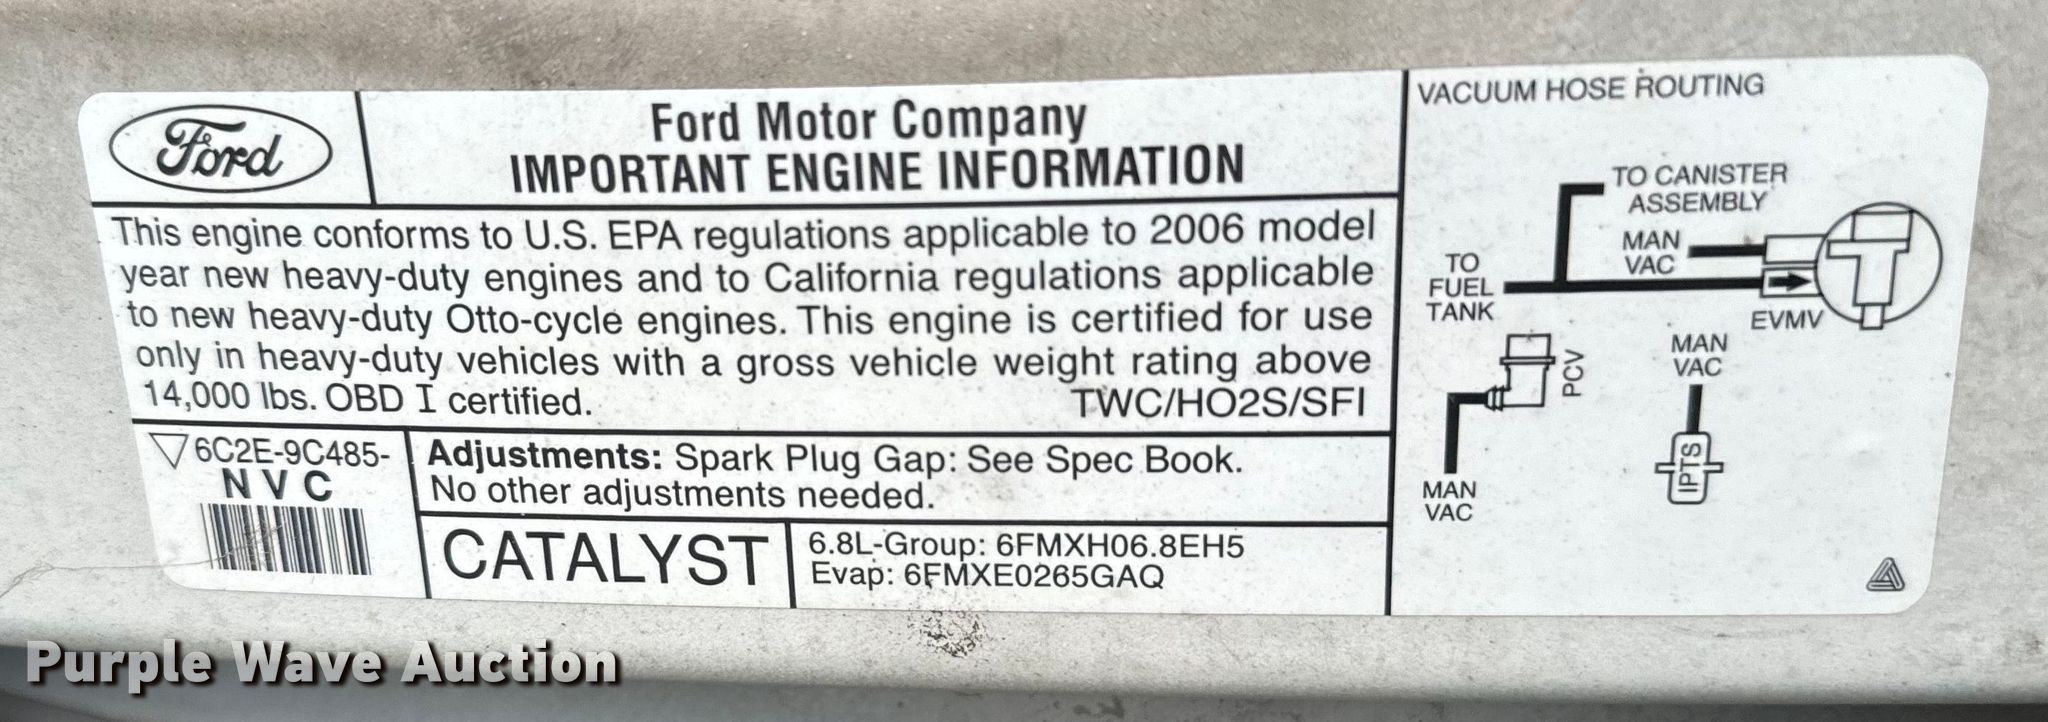 Ford
Ford Motor Company
IMPORTANT ENGINE INFORMATION
This engine conforms to U.S. EPA regulations applicable to 2006 model
year new heavy-duty engines and to California regulations applicable
to new heavy-duty Otto-cycle engines. This engine is certified for use
only in heavy-duty vehicles with a gross vehicle weight rating above
14,000 lbs. OBD I certified.
TWC/HO2S/SFI
6C2E-9C485-
NVC
Adjustments: Spark Plug Gap: See Spec Book.
No other adjustments needed.
CATALYST
6.8L-Group: 6FMXH06.8EH5
Evap: 6FMXE0265GAQ
VACUUM HOSE ROUTING
TO CANISTER
ASSEMBLY
MAN
VAC
TO
FUEL
TANK
EVMV
PCV
MAN
VAC
MAN
VAC
IPTS
Purple Wave Auction